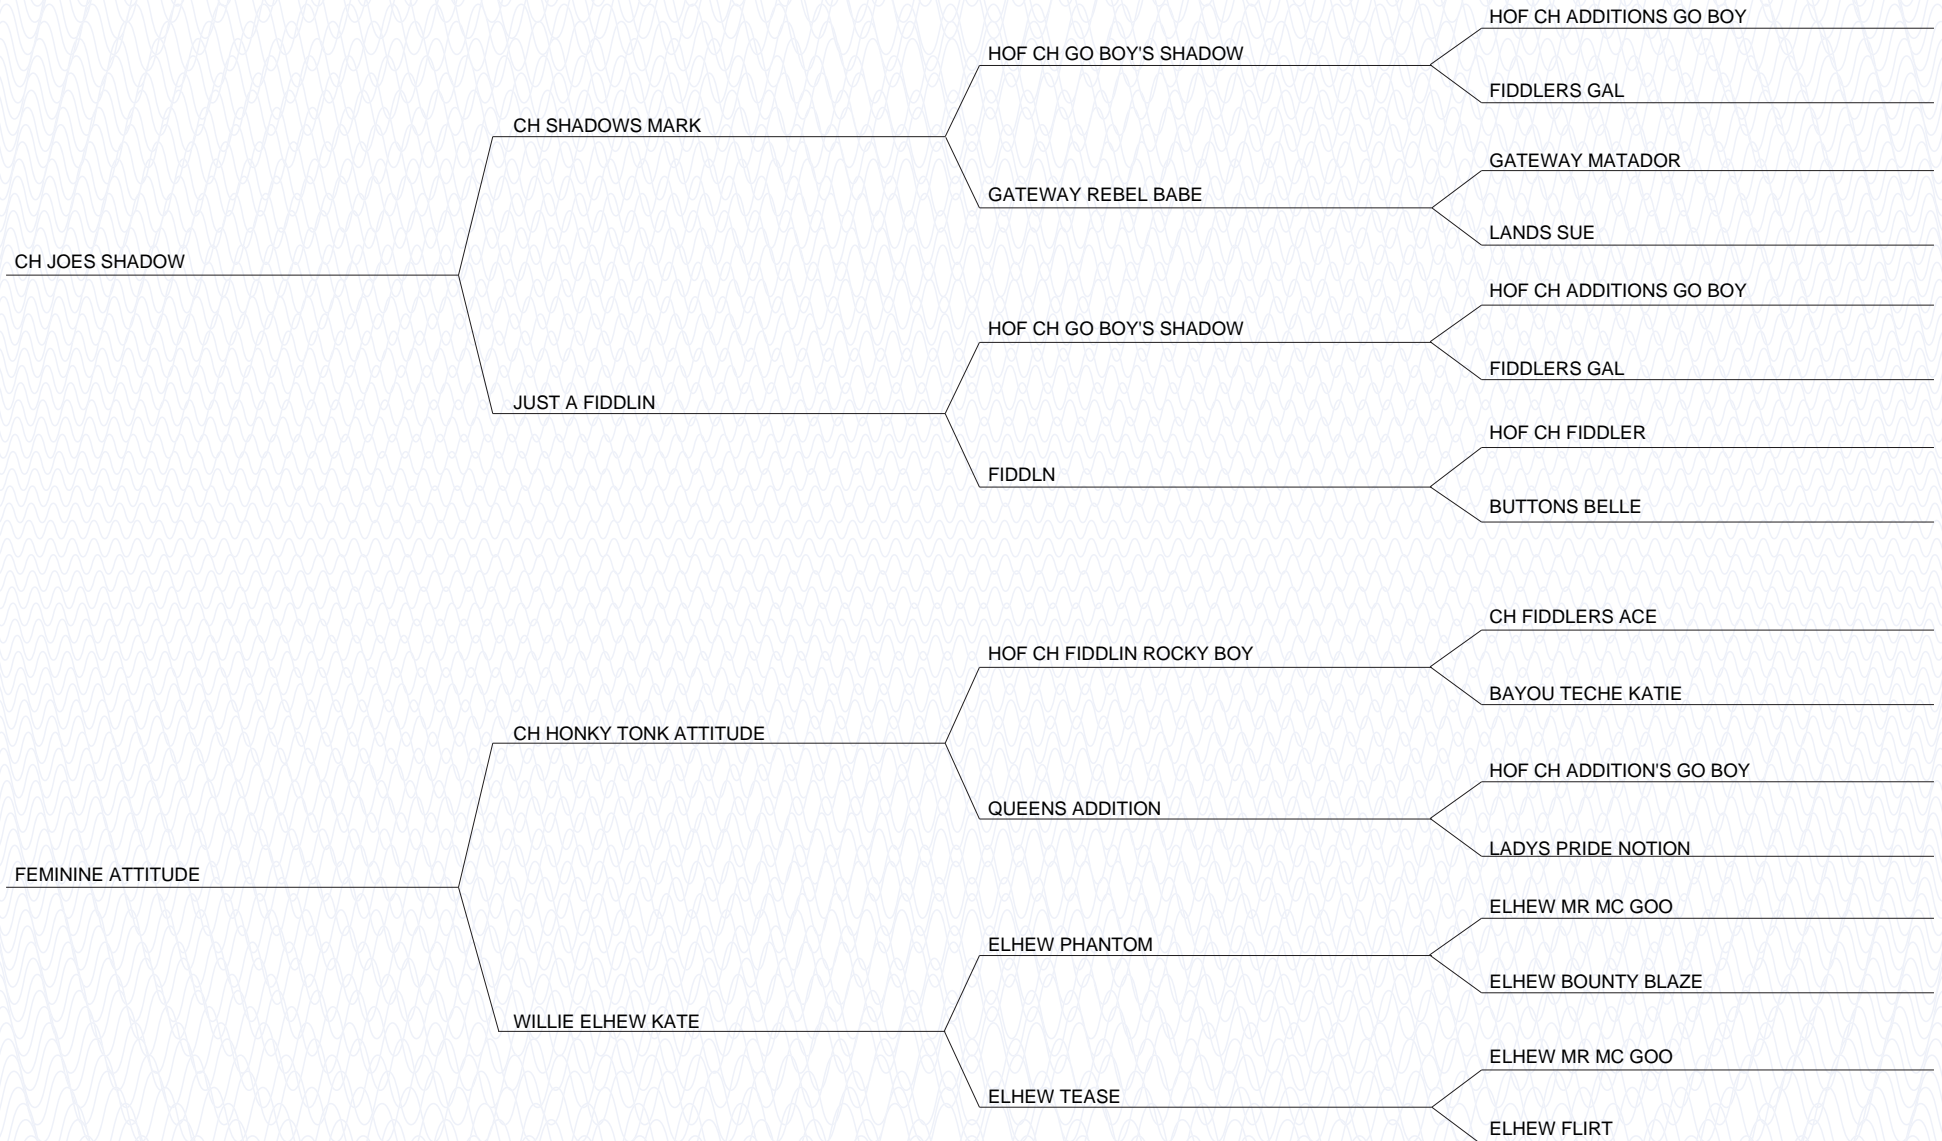 HOF CH ADDITIONS GO BOY
HOF CH GO BOY'S SHADOW
FIDDLERS GAL
CH SHADOWS MARK
GATEWAY MATADOR
GATEWAY REBEL BABE
LANDS SUE
CH JOES SHADOW
HOF CH ADDITIONS GO BOY
HOF CH GO BOY'S SHADOW
FIDDLERS GAL
JUST A FIDDLIN
HOF CH FIDDLER
FIDDLN
BUTTONS BELLE
CH FIDDLERS ACE
HOF CH FIDDLIN ROCKY BOY
BAYOU TECHE KATIE
CH HONKY TONK ATTITUDE
HOF CH ADDITION'S GO BOY
QUEENS ADDITION
LADYS PRIDE NOTION
FEMININE ATTITUDE
ELHEW MR MC GOO
ELHEW PHANTOM
ELHEW BOUNTY BLAZE
WILLIE ELHEW KATE
ELHEW MR MC GOO
ELHEW TEASE
ELHEW FLIRT